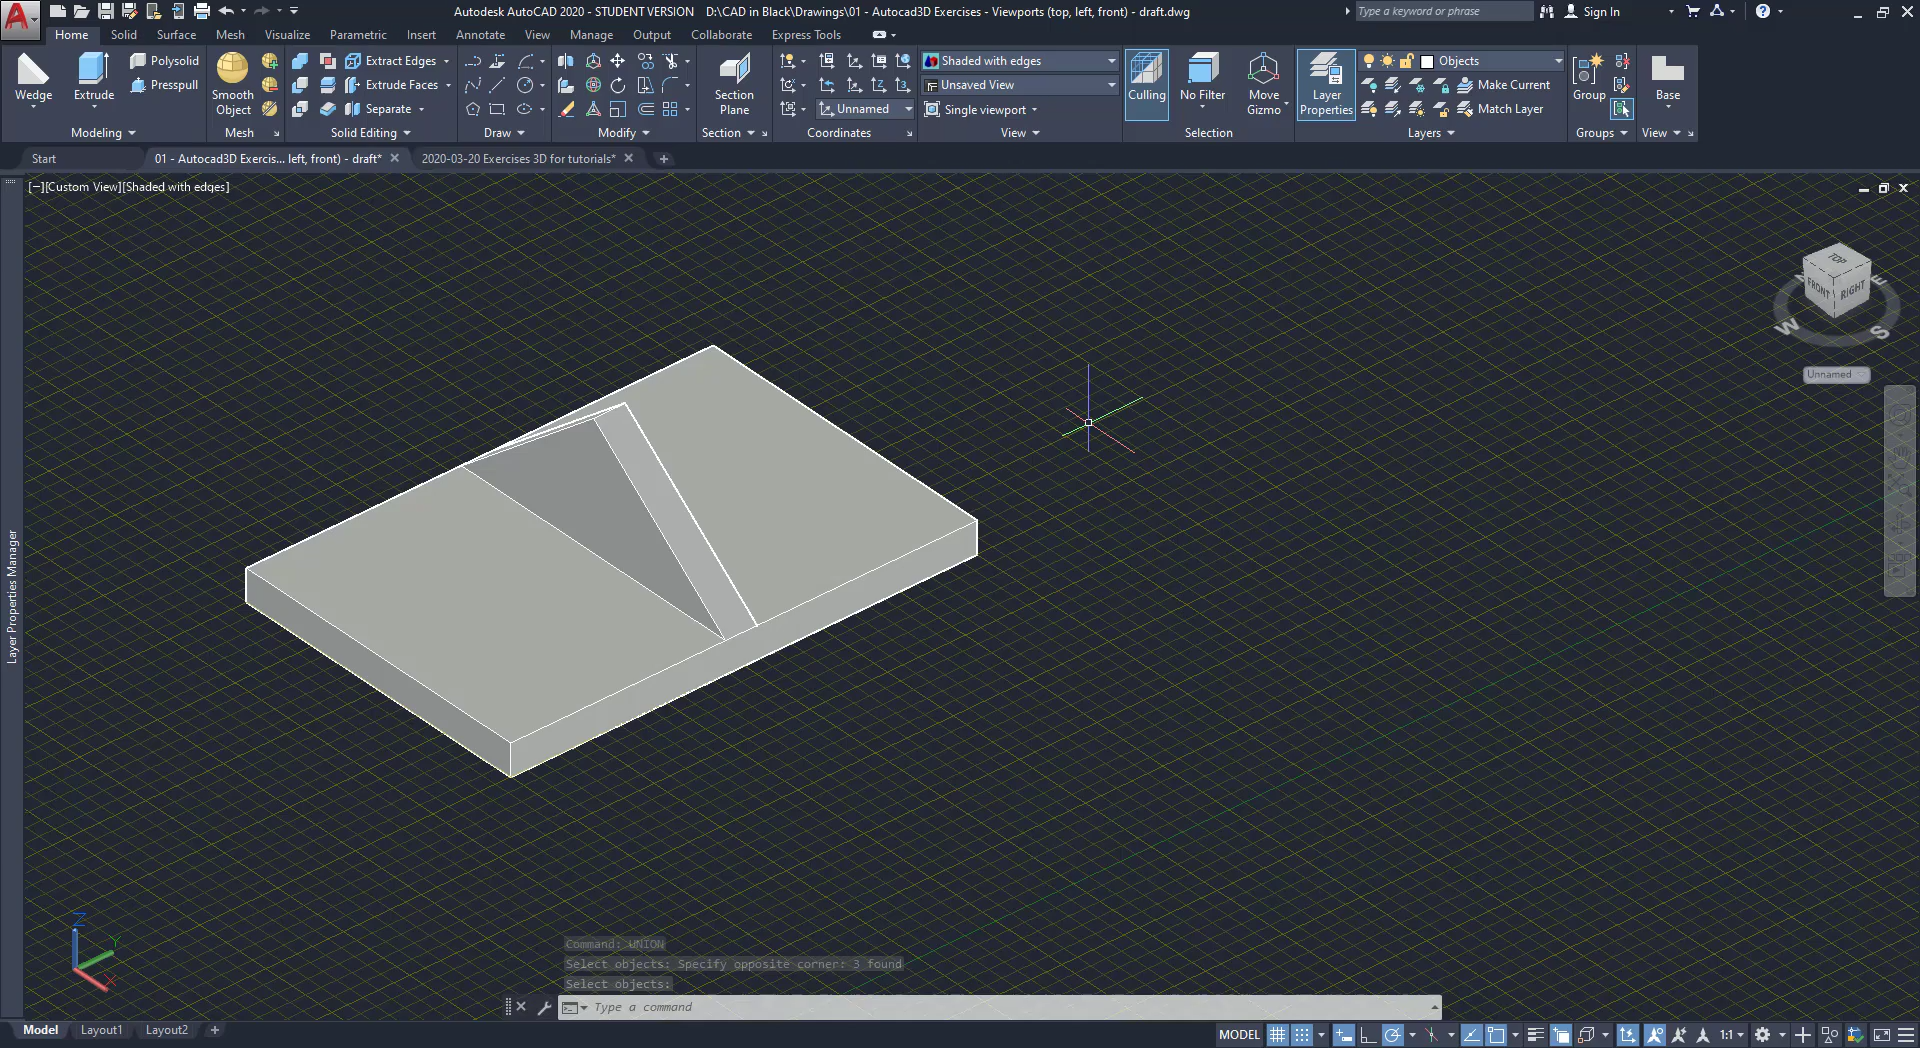 Autodesk AutoCAD 2020 - STUDENT VERSION D:\CAD in Black\Drawings\01 - Autocad3D Exercises - Viewports (top, left, front) - draft.dwg
Type a keyword or phrase
Sign In
Home Solid Surface Mesh Visualize Parametric Insert Annotate View Manage Output Collaborate Express Tools
Wedge
Extrude
Polysolid
Presspull
Modeling
Smooth
Object
Mesh
Extract Edges
Extrude Faces
Separate
Solid Editing
Draw
Modify
Section
Plane
Section
Unnamed
Coordinates
Shaded with edges
Unsaved View
Single viewport
View
Culling
No Filter
Move
Gizmo
Selection
Layer
Properties
Objects
Make Current
Match Layer
Layers
Group
Groups
Base
View
Start
01 - Autocad3D Exercis... left, front) - draft*
2020-03-20 Exercises 3D for tutorials*
[−][Custom View][Shaded with edges]
TOP
FRONT
RIGHT
W
S
E
Unnamed
Layer Properties Manager
Z
Y
X
Command: UNION
Select objects: Specify opposite corner: 3 found
Select objects:
Type a command
Model Layout1 Layout2
MODEL
1:1